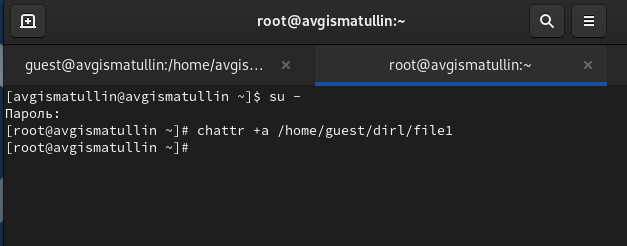 root@avgismatullin:~
guest@avgismatullin:/home/avgis...
root@avgismatullin:~
[avgismatullin@avgismatullin ~]$ su -
Пароль:
[root@avgismatullin ~]# chattr +a /home/guest/dirl/file1
[root@avgismatullin ~]#